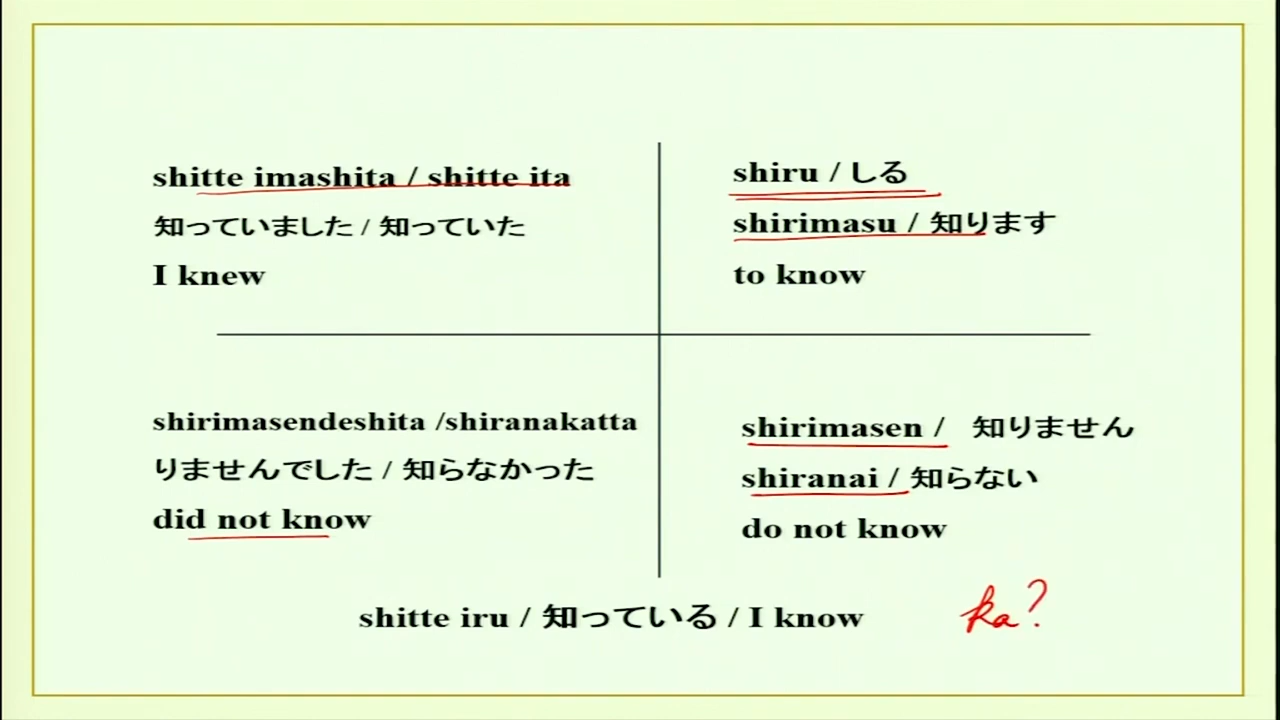 shitte imashita / shitte ita
知っていました / 知っていた
I knew
shiru / しる
shirimasu / 知ります
to know
shirimasendeshita /shiranakatta
りませんでした / 知らなかった
did not know
shirimasen / 知りません
shiranai / 知らない
do not know
shitte iru / 知っている / I know
ka?